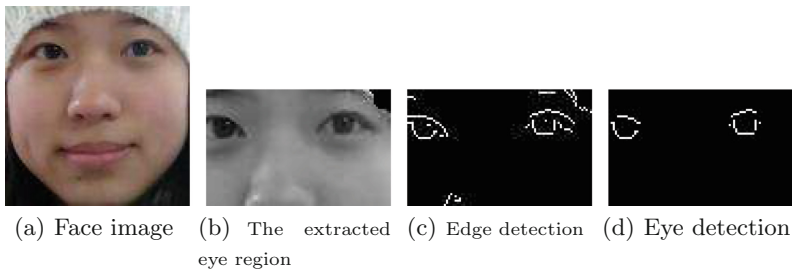 (a) Face image
(b) The extracted
eye region
(c) Edge detection
(d) Eye detection